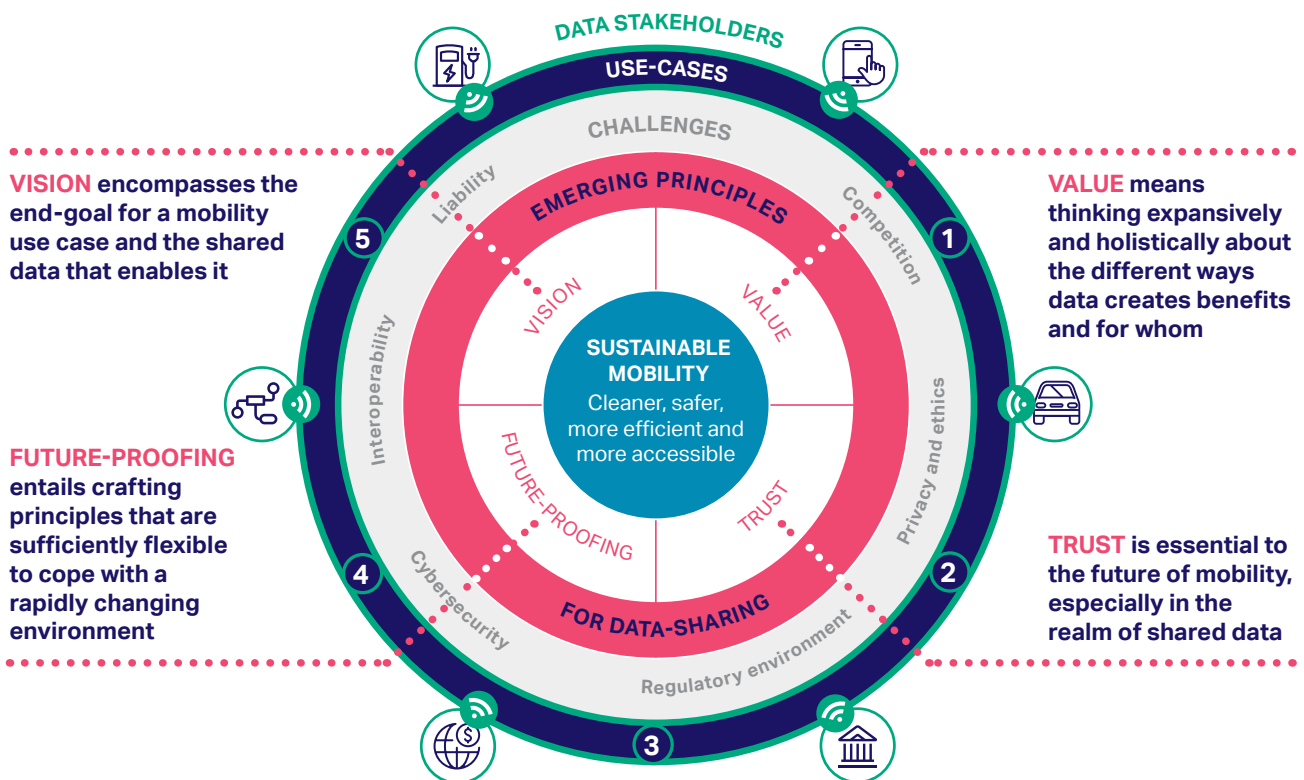 DATA STAKEHOLDERS
USE-CASES
CHALLENGES
EMERGING PRINCIPLES
FOR DATA-SHARING
Liability
Competition
Interoperability
Privacy and ethics
Cybersecurity
Regulatory environment
VISION
VALUE
FUTURE-PROOFING
TRUST
SUSTAINABLE
MOBILITY
Cleaner, safer,
more efficient and
more accessible
1
2
3
4
5
VISION encompasses the
end-goal for a mobility
use case and the shared
data that enables it
VALUE means
thinking expansively
and holistically about
the different ways
data creates benefits
and for whom
FUTURE-PROOFING
entails crafting
principles that are
sufficiently flexible
to cope with a
rapidly changing
environment
TRUST is essential to
the future of mobility,
especially in the
realm of shared data
$